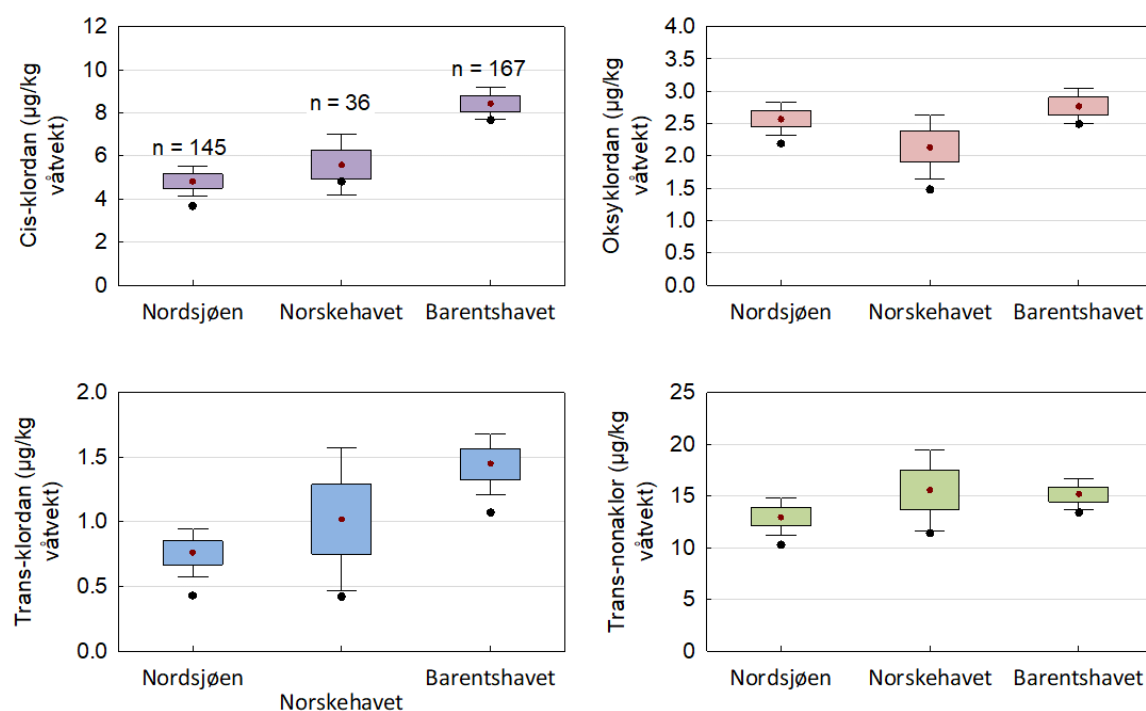 Cis-klordan (µg/kg
våtvekt)
12
10
8
6
4
2
0
n = 145
n = 36
n = 167
Nordsjøen
Norskehavet
Barentshavet
Oksyklordan (µg/kg
våtvekt)
4.0
3.5
3.0
2.5
2.0
1.5
1.0
0.5
0.0
Nordsjøen
Norskehavet
Barentshavet
Trans-klordan (µg/kg
våtvekt)
2.0
1.5
1.0
0.5
0.0
Nordsjøen
Norskehavet
Barentshavet
Trans-nonaklor (µg/kg
våtvekt)
25
20
15
10
5
0
Nordsjøen
Norskehavet
Barentshavet